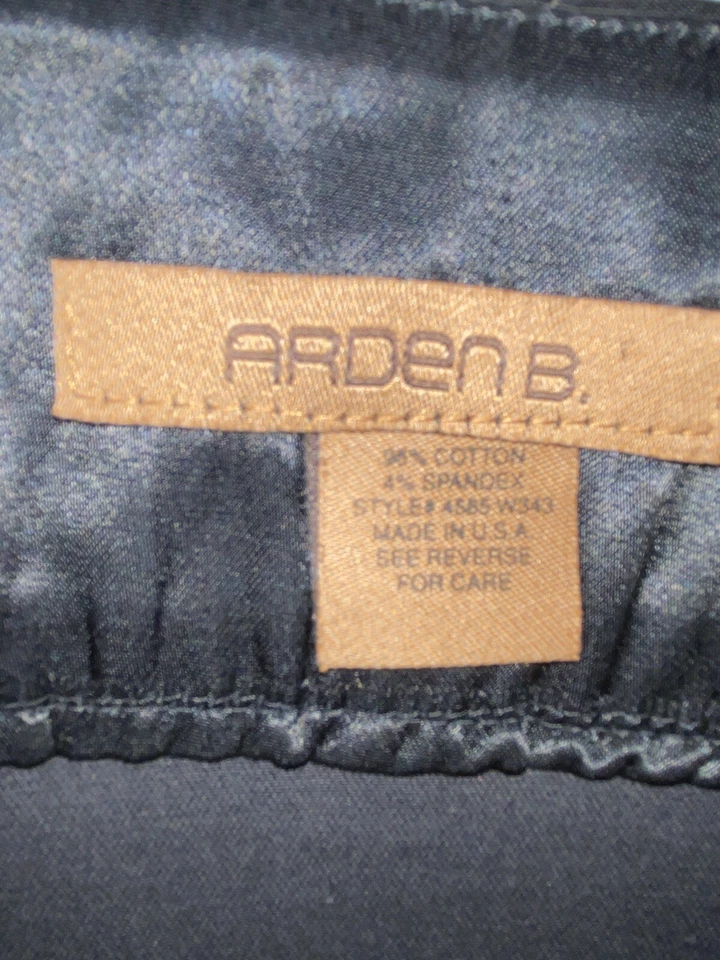 ARDEN B.
96% COTTON
4% SPANDEX
STYLE# 4585 W343
MADE IN U.S.A
SEE REVERSE
FOR CARE